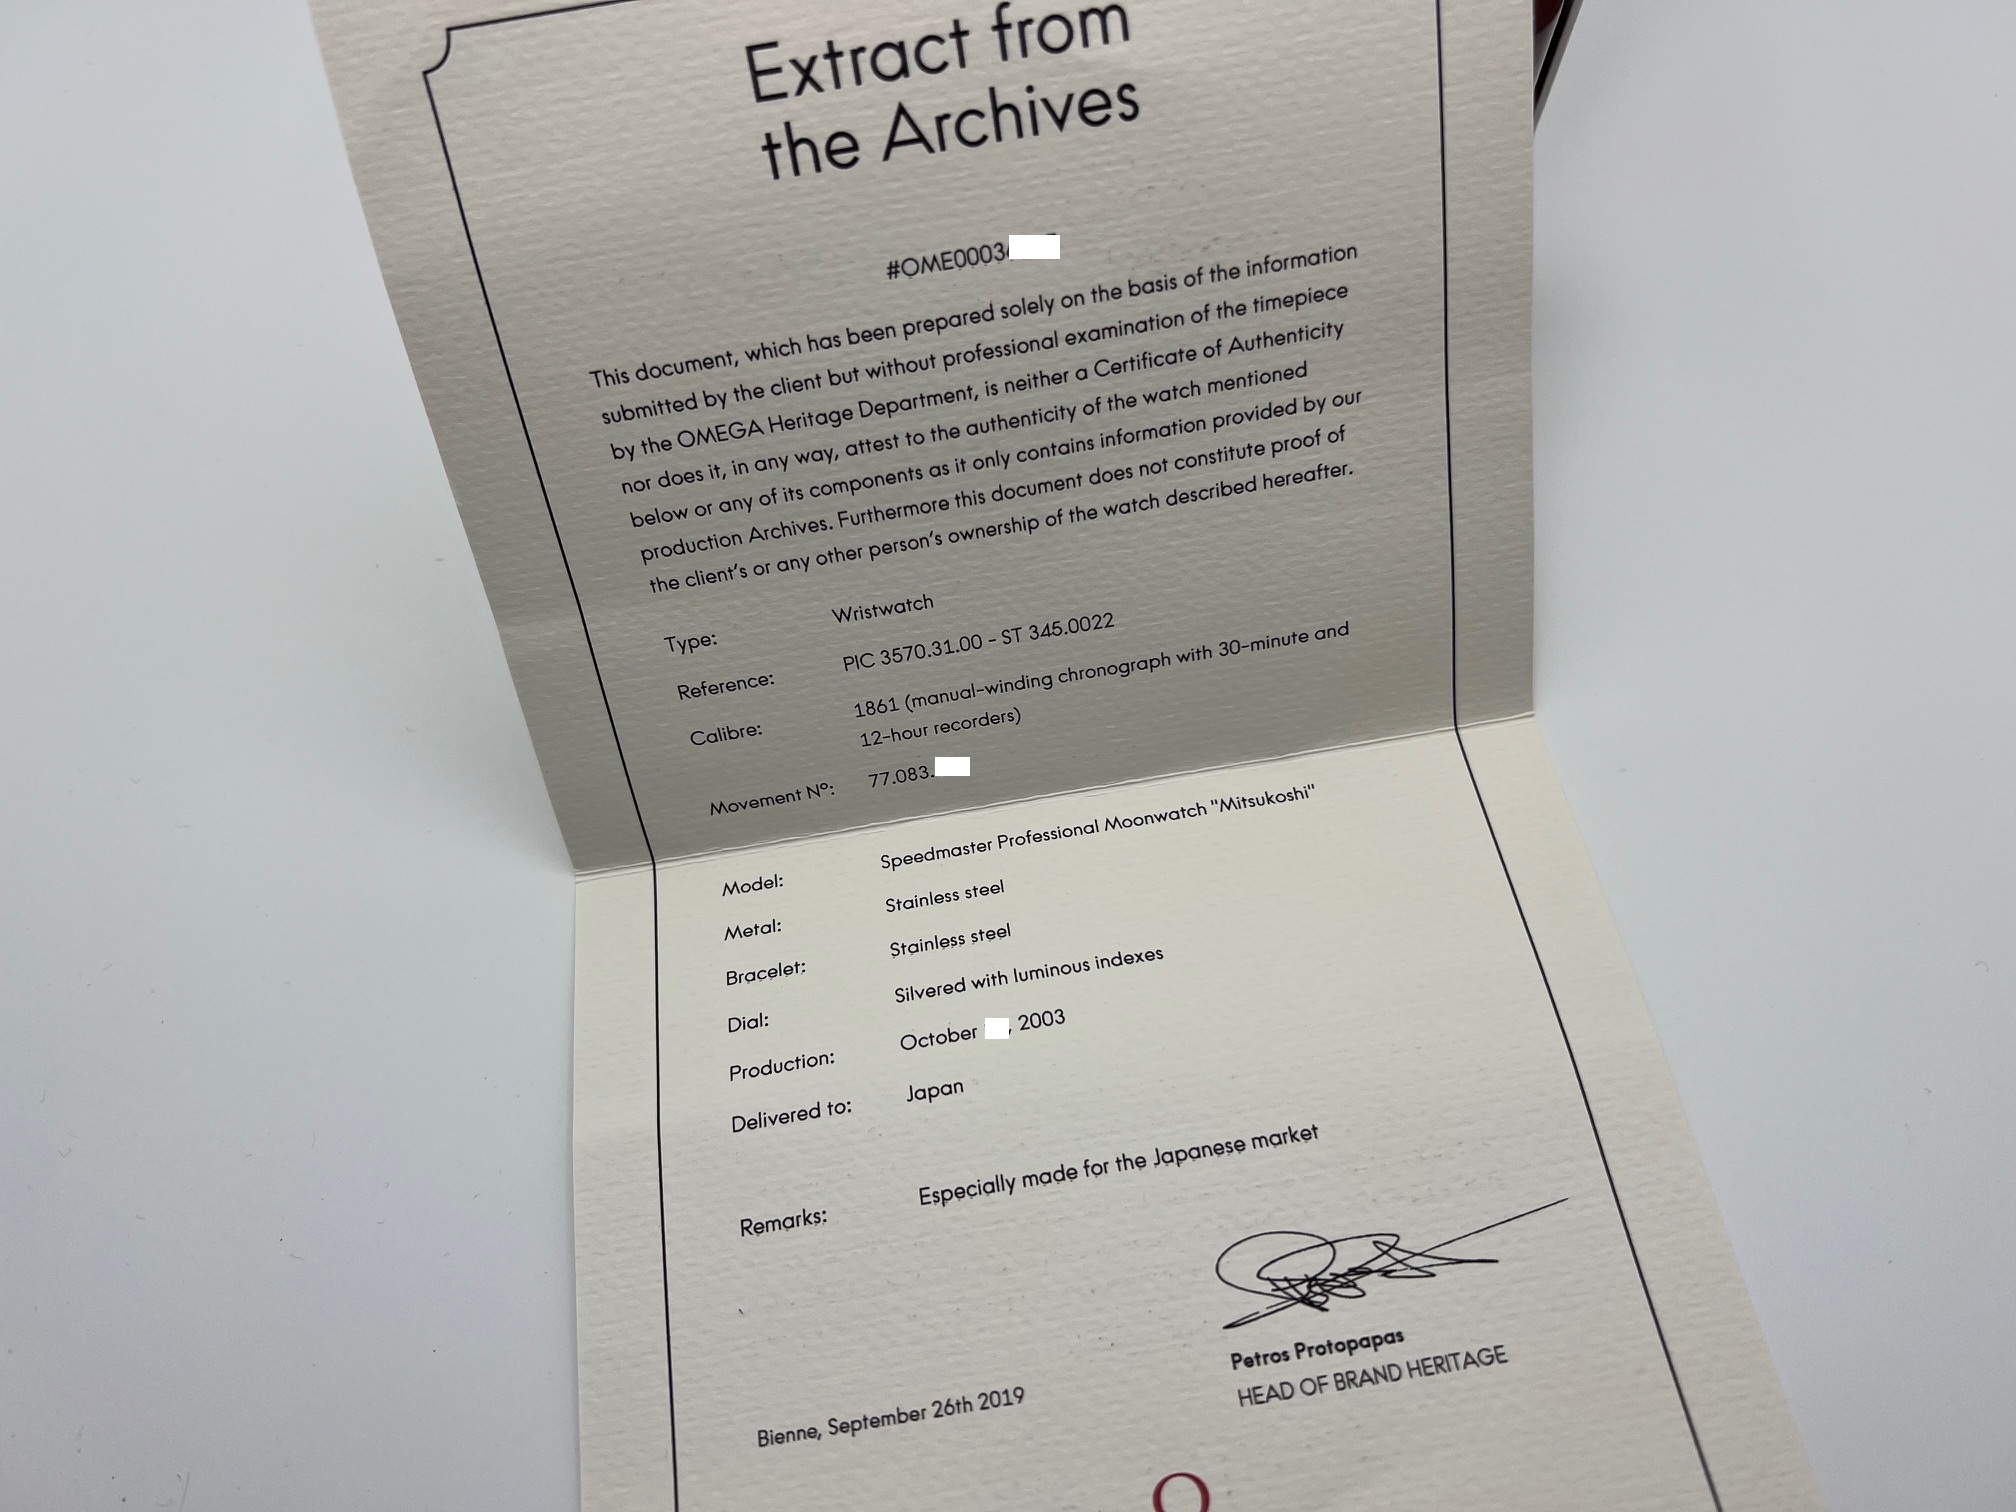 Extract from
the Archives
#OME0003
This document, which has been prepared solely on the basis of the information
submitted by the client but without professional examination of the timepiece
by the OMEGA Heritage Department, is neither a Certificate of Authenticity
nor does it, in any way, attest to the authenticity of the watch mentioned
below or any of its components as it only contains information provided by our
production Archives. Furthermore this document does not constitute proof of
the client's or any other person's ownership of the watch described hereafter.
Type: Wristwatch
Reference: PIC 3570.31.00 - ST 345.0022
Calibre: 1861 (manual-winding chronograph with 30-minute and
12-hour recorders)
Movement Nº: 77.083.
Model: Speedmaster Professional Moonwatch "Mitsukoshi"
Metal: Stainless steel
Bracelet: Stainless steel
Dial: Silvered with luminous indexes
Production: October , 2003
Delivered to: Japan
Remarks: Especially made for the Japanese market
Petros Protopapas
HEAD OF BRAND HERITAGE
Bienne, September 26th 2019